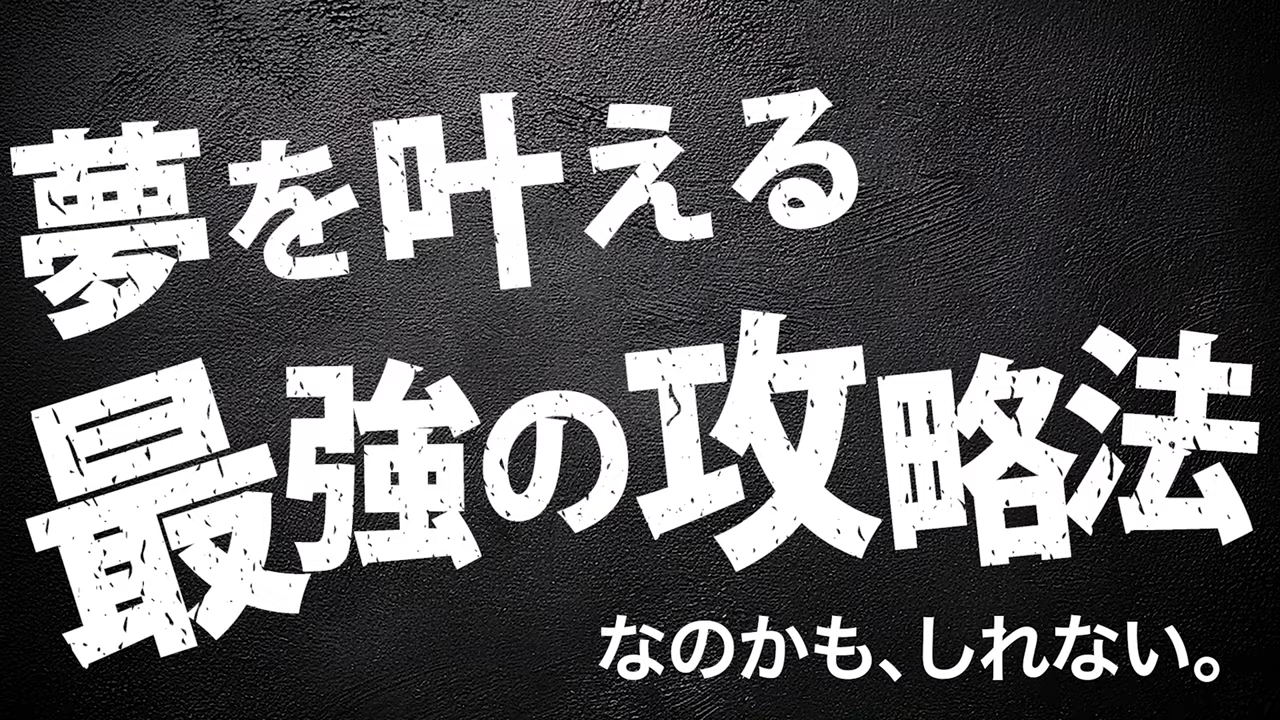 夢を叶える
最強の攻略法
なのかも、しれない。